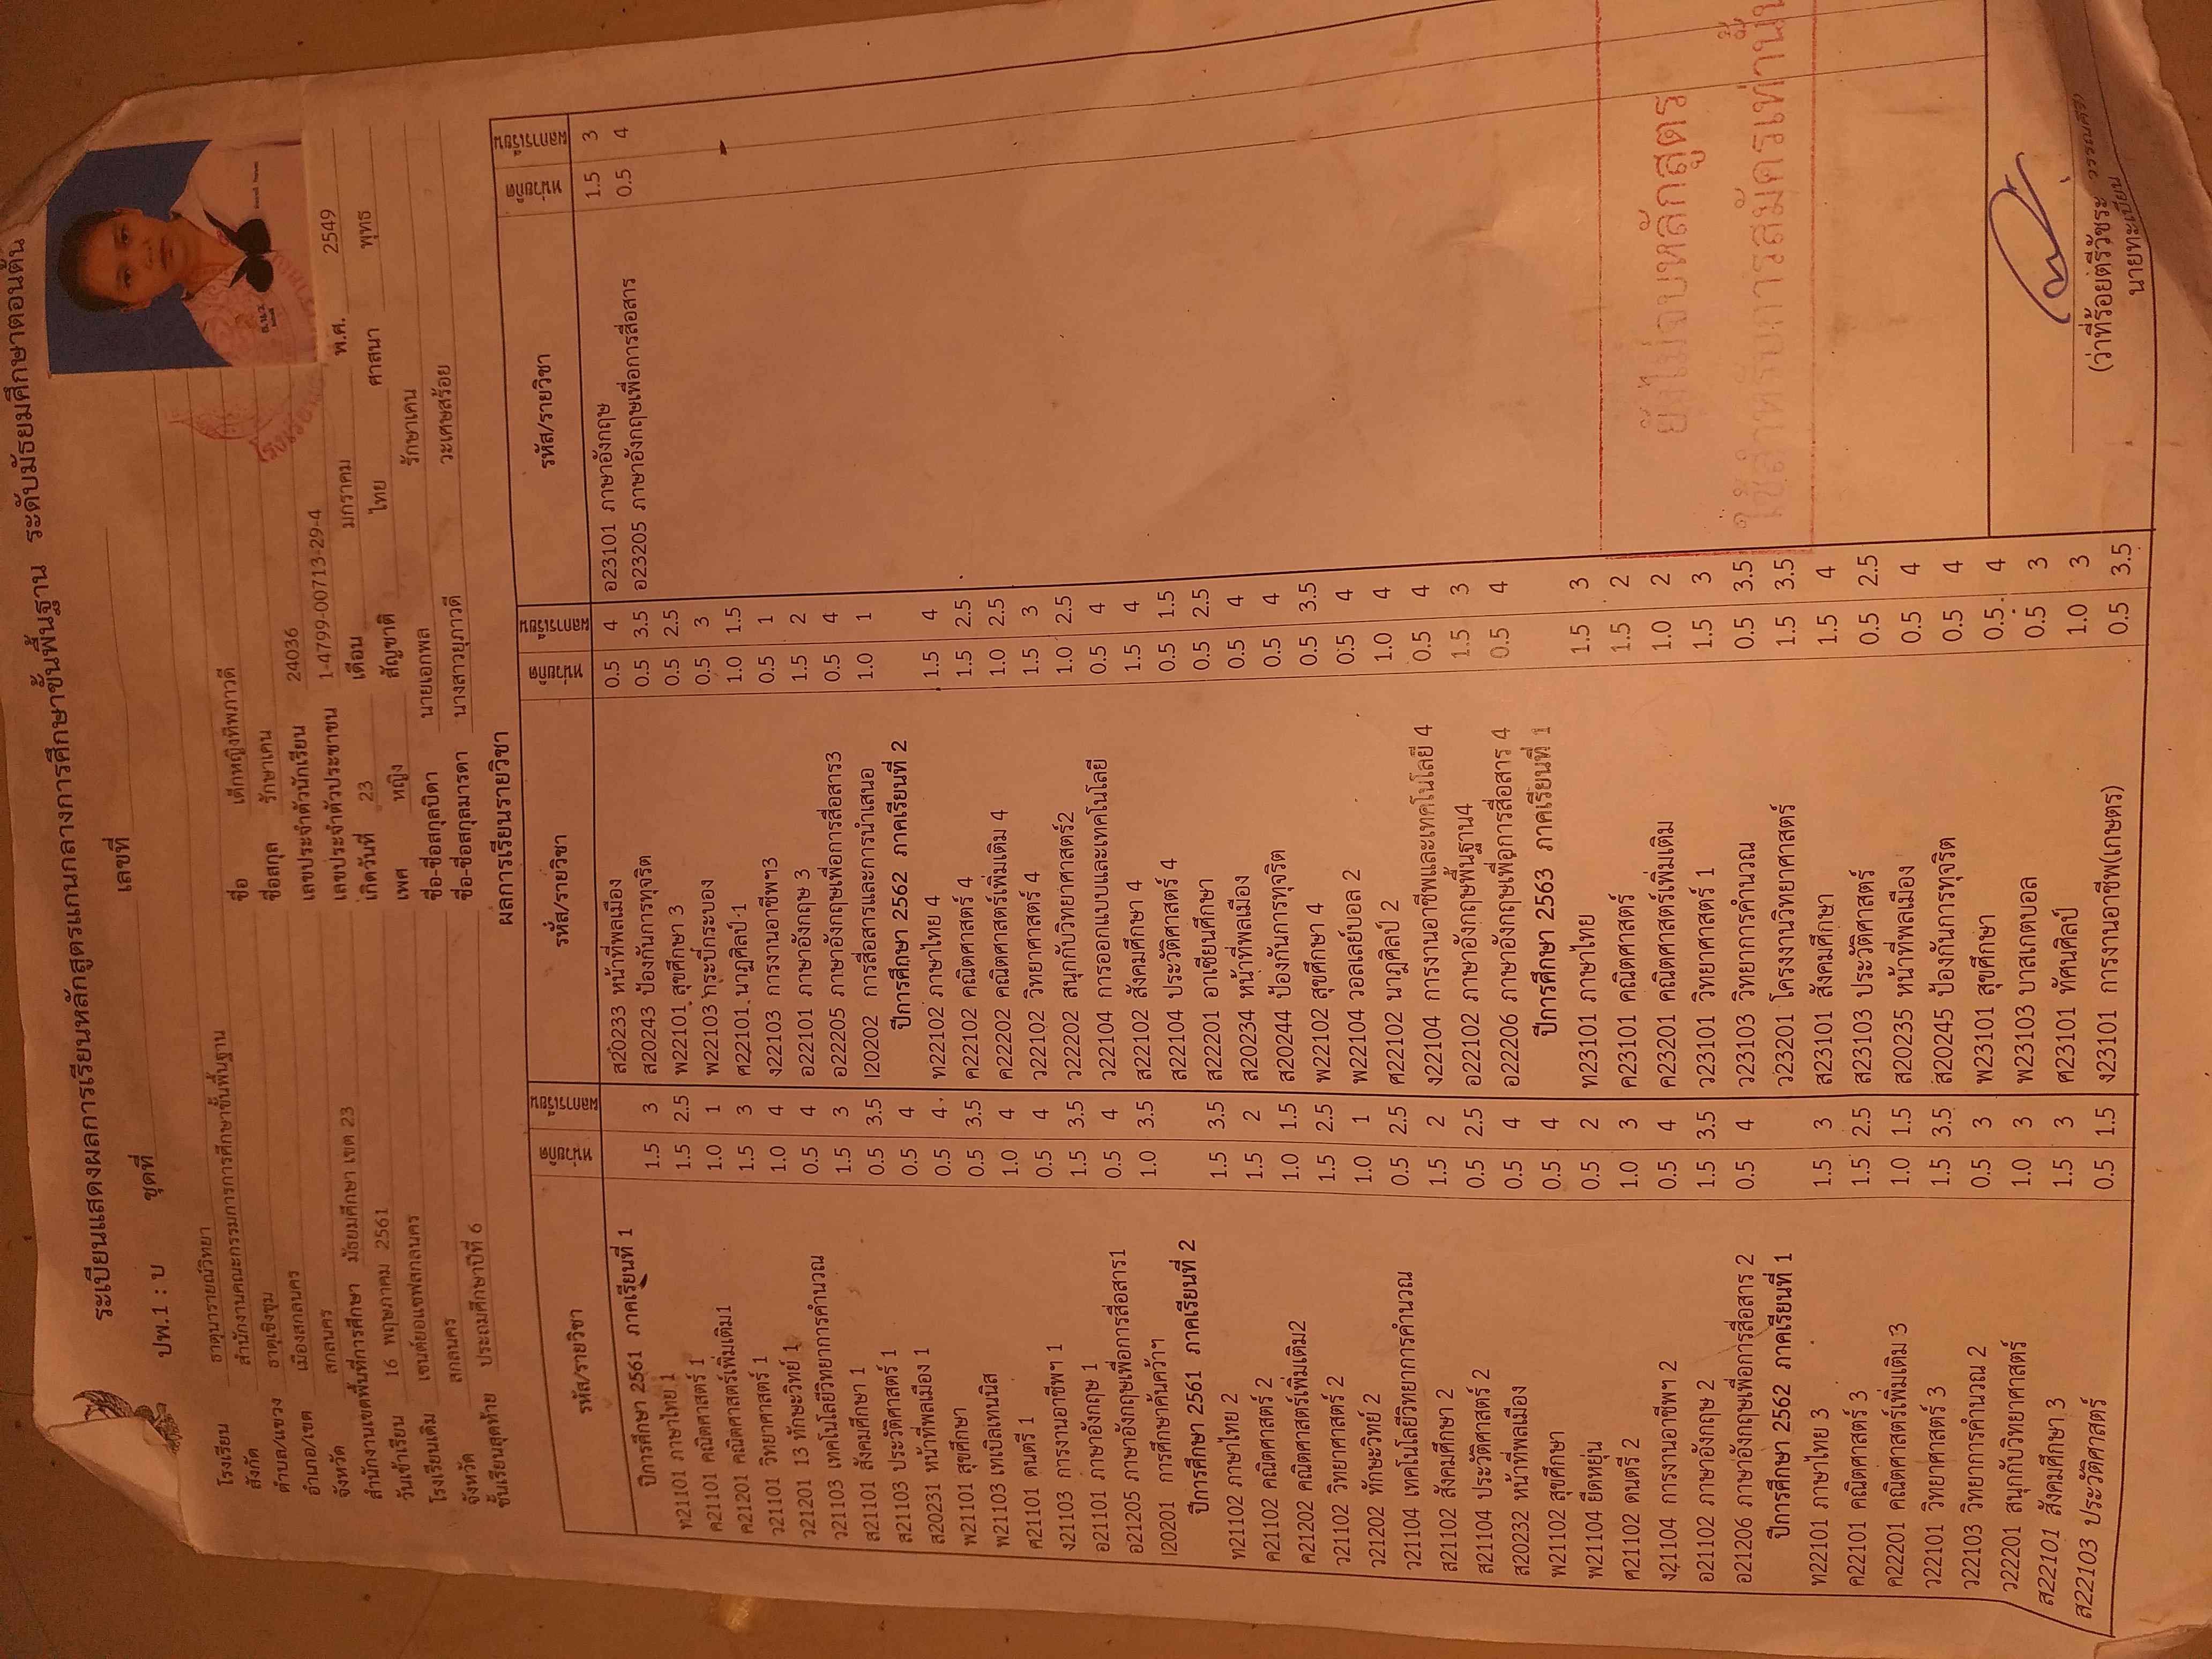 ระเบียนแสดงผลการเรียนหลักสูตรแกนกลางการศึกษาขั้นพื้นฐาน ระดับมัธยมศึกษาตอนต้น
ปพ.1 : บ ชุดที่ เลขที่
โรงเรียน ธาตุนารายณ์วิทยา
สังกัด สำนักงานคณะกรรมการการศึกษาขั้นพื้นฐาน
ตำบล/แขวง ธาตุเชิงชุม
อำเภอ/เขต เมืองสกลนคร
จังหวัด สกลนคร
สำนักงานเขตพื้นที่การศึกษา มัธยมศึกษา เขต 23
วันเข้าเรียน 16 พฤษภาคม 2561
โรงเรียนเดิม เซนต์ยอแซฟสกลนคร
จังหวัด สกลนคร
ชั้นเรียนสุดท้าย ประถมศึกษาปีที่ 6
ชื่อ เด็กหญิงทิพภาวดี
ชื่อสกุล รักษาเคน
เลขประจำตัวนักเรียน 24036
เลขประจำตัวประชาชน 1-4799-00713-29-4
เกิดวันที่ 23 เดือน มกราคม พ.ศ. 2549
เพศ หญิง สัญชาติ ไทย ศาสนา พุทธ
ชื่อ-ชื่อสกุลบิดา นายเอกพล รักษาเคน
ชื่อ-ชื่อสกุลมารดา นางสาวยุภาวดี วะเศษสร้อย
ผลการเรียนรายวิชา
รหัส/รายวิชา หน่วยกิต ผลการเรียน
ปีการศึกษา 2561 ภาคเรียนที่ 1
ท21101 ภาษาไทย 1 1.5 3
ค21101 คณิตศาสตร์ 1 1.5 2.5
ค21201 คณิตศาสตร์เพิ่มเติม1 1.0 1
ว21101 วิทยาศาสตร์ 1 1.5 3
ว21201 13 ทักษะวิทย์ 1 1.0 4
ว21103 เทคโนโลยีวิทยาการคำนวณ 0.5 4
ส21101 สังคมศึกษา 1 1.5 3
ส21103 ประวัติศาสตร์ 1 0.5 3.5
ส20231 หน้าที่พลเมือง 1 0.5 4
พ21101 สุขศึกษา 0.5 4
พ21103 เทเบิลเทนนิส 0.5 3.5
ศ21101 ดนตรี 1 1.0 4
ง21103 การงานอาชีพฯ 1 0.5 4
อ21101 ภาษาอังกฤษ 1 1.5 3.5
อ21205 ภาษาอังกฤษเพื่อการสื่อสาร1 0.5 4
I20201 การศึกษาค้นคว้าฯ 1.0 3.5
ปีการศึกษา 2561 ภาคเรียนที่ 2
ท21102 ภาษาไทย 2 1.5 3.5
ค21102 คณิตศาสตร์ 2 1.5 2
ค21202 คณิตศาสตร์เพิ่มเติม2 1.0 1.5
ว21102 วิทยาศาสตร์ 2 1.5 2.5
ว21202 ทักษะวิทย์ 2 1.0 1
ว21104 เทคโนโลยีวิทยาการคำนวณ 0.5 2.5
ส21102 สังคมศึกษา 2 1.5 2
ส21104 ประวัติศาสตร์ 2 0.5 2.5
ส20232 หน้าที่พลเมือง 0.5 4
พ21102 สุขศึกษา 0.5 4
พ21104 ยืดหยุ่น 0.5 2
ศ21102 ดนตรี 2 1.0 3
ง21104 การงานอาชีพฯ 2 0.5 4
อ21102 ภาษาอังกฤษ 2 1.5 3.5
อ21206 ภาษาอังกฤษเพื่อการสื่อสาร 2 0.5 4
ปีการศึกษา 2562 ภาคเรียนที่ 1
ท22101 ภาษาไทย 3 1.5 3
ค22101 คณิตศาสตร์ 3 1.5 2.5
ค22201 คณิตศาสตร์เพิ่มเติม 3 1.0 1.5
ว22101 วิทยาศาสตร์ 3 1.5 3.5
ว22103 วิทยาการคำนวณ 2 0.5 3
ว22201 สนุกกับวิทยาศาสตร์ 1.0 3
ส22101 สังคมศึกษา 3 1.5 3
ส22103 ประวัติศาสตร์ 0.5 1.5
รหัส/รายวิชา หน่วยกิต ผลการเรียน
ส20233 หน้าที่พลเมือง 0.5 4
ส20243 ป้องกันการทุจริต 0.5 3.5
พ22101 สุขศึกษา 3 0.5 2.5
พ22103 กระบี่กระบอง 0.5 3
ศ22101 นาฏศิลป์ 1 1.0 1.5
ง22103 การงานอาชีพฯ3 0.5 1
อ22101 ภาษาอังกฤษ 3 1.5 2
อ22205 ภาษาอังกฤษเพื่อการสื่อสาร3 0.5 4
I20202 การสื่อสารและการนำเสนอ 1.0 1
ปีการศึกษา 2562 ภาคเรียนที่ 2
ท22102 ภาษาไทย 4 1.5 4
ค22102 คณิตศาสตร์ 4 1.5 2.5
ค22202 คณิตศาสตร์เพิ่มเติม 4 1.0 2.5
ว22102 วิทยาศาสตร์ 4 1.5 3
ว22202 สนุกกับวิทยาศาสตร์2 1.0 2.5
ว22104 การออกแบบและเทคโนโลยี 0.5 4
ส22102 สังคมศึกษา 4 1.5 4
ส22104 ประวัติศาสตร์ 4 0.5 1.5
ส22201 อาเซียนศึกษา 0.5 2.5
ส20234 หน้าที่พลเมือง 0.5 4
ส20244 ป้องกันการทุจริต 0.5 4
พ22102 สุขศึกษา 4 0.5 3.5
พ22104 วอลเลย์บอล 2 0.5 4
ศ22102 นาฏศิลป์ 2 1.0 4
ง22104 การงานอาชีพและเทคโนโลยี 4 0.5 4
อ22102 ภาษาอังกฤษพื้นฐาน4 1.5 3
อ22206 ภาษาอังกฤษเพื่อการสื่อสาร 4 0.5 4
ปีการศึกษา 2563 ภาคเรียนที่ 1
ท23101 ภาษาไทย 1.5 3
ค23101 คณิตศาสตร์ 1.5 2
ค23201 คณิตศาสตร์เพิ่มเติม 1.0 2
ว23101 วิทยาศาสตร์ 1 1.5 3
ว23103 วิทยาการคำนวณ 0.5 3.5
ว23201 โครงงานวิทยาศาสตร์ 1.5 3.5
ส23101 สังคมศึกษา 1.5 4
ส23103 ประวัติศาสตร์ 0.5 2.5
ส20235 หน้าที่พลเมือง 0.5 4
ส20245 ป้องกันการทุจริต 0.5 4
พ23101 สุขศึกษา 0.5 4
พ23103 บาสเกตบอล 0.5 3
ศ23101 ทัศนศิลป์ 1.0 3
ง23101 การงานอาชีพ(เกษตร) 0.5 3.5
รหัส/รายวิชา หน่วยกิต ผลการเรียน
อ23101 ภาษาอังกฤษ 1.5 3
อ23205 ภาษาอังกฤษเพื่อการสื่อสาร 0.5 4
ยังไม่จบหลักสูตร
ใช้สำหรับการสมัครเท่านั้น
(ว่าที่ร้อยตรีวัชระ วรรณศรี)
นายทะเบียน